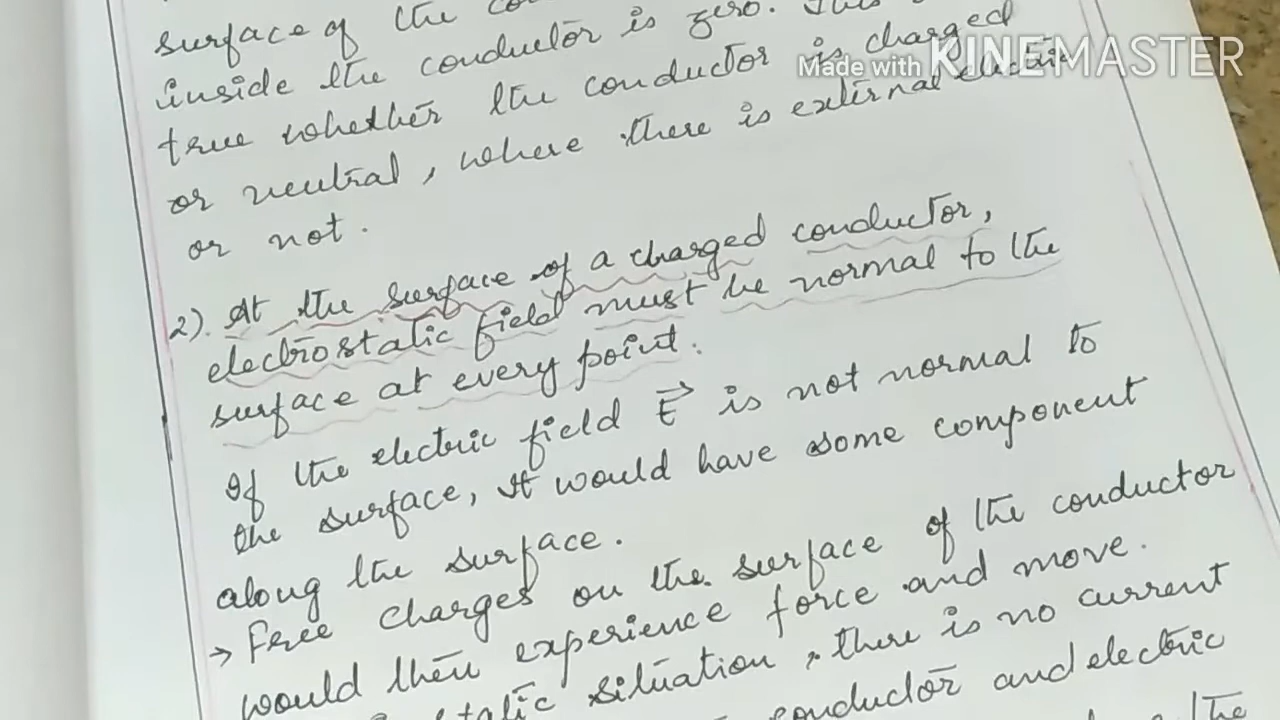 surface of the
inside the conductor is zero. This
true whether the conductor is charged
or neutral, where there is external electric
or not.
2). At the surface of a charged conductor,
electrostatic field must be normal to the
surface at every point.
If the electric field E⃗ is not normal to
the surface, It would have some component
along the surface.
→ Free charges on the surface of the conductor
would then experience force and move.
situation, there is no current
conductor and electric
the
Made with KINEMASTER